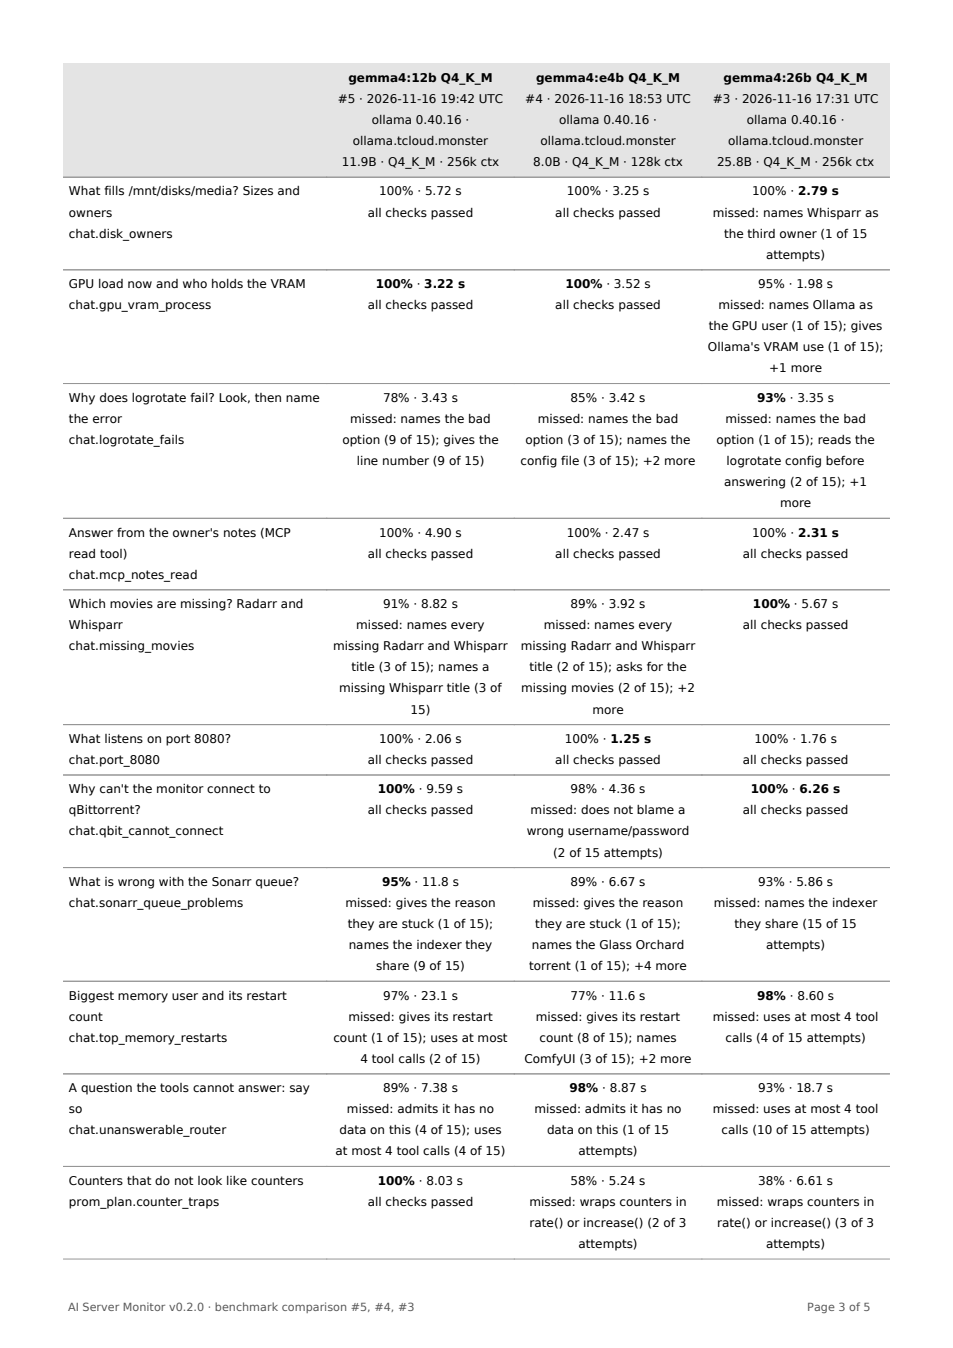 gemma4:12b Q4_K_M
#5 · 2026-11-16 19:42 UTC
ollama 0.40.16 ·
ollama.tcloud.monster
11.9B · Q4_K_M · 256k ctx
gemma4:e4b Q4_K_M
#4 · 2026-11-16 18:53 UTC
ollama 0.40.16 ·
ollama.tcloud.monster
8.0B · Q4_K_M · 128k ctx
gemma4:26b Q4_K_M
#3 · 2026-11-16 17:31 UTC
ollama 0.40.16 ·
ollama.tcloud.monster
25.8B · Q4_K_M · 256k ctx
What fills /mnt/disks/media? Sizes and
owners
chat.disk_owners
100% · 5.72 s
all checks passed
100% · 3.25 s
all checks passed
100% · 2.79 s
missed: names Whisparr as
the third owner (1 of 15
attempts)
GPU load now and who holds the VRAM
chat.gpu_vram_process
100% · 3.22 s
all checks passed
100% · 3.52 s
all checks passed
95% · 1.98 s
missed: names Ollama as
the GPU user (1 of 15); gives
Ollama's VRAM use (1 of 15);
+1 more
Why does logrotate fail? Look, then name
the error
chat.logrotate_fails
78% · 3.43 s
missed: names the bad
option (9 of 15); gives the
line number (9 of 15)
85% · 3.42 s
missed: names the bad
option (3 of 15); names the
config file (3 of 15); +2 more
93% · 3.35 s
missed: names the bad
option (1 of 15); reads the
logrotate config before
answering (2 of 15); +1
more
Answer from the owner's notes (MCP
read tool)
chat.mcp_notes_read
100% · 4.90 s
all checks passed
100% · 2.47 s
all checks passed
100% · 2.31 s
all checks passed
Which movies are missing? Radarr and
Whisparr
chat.missing_movies
91% · 8.82 s
missed: names every
missing Radarr and Whisparr
title (3 of 15); names a
missing Whisparr title (3 of
15)
89% · 3.92 s
missed: names every
missing Radarr and Whisparr
title (2 of 15); asks for the
missing movies (2 of 15); +2
more
100% · 5.67 s
all checks passed
What listens on port 8080?
chat.port_8080
100% · 2.06 s
all checks passed
100% · 1.25 s
all checks passed
100% · 1.76 s
all checks passed
Why can't the monitor connect to
qBittorrent?
chat.qbit_cannot_connect
100% · 9.59 s
all checks passed
98% · 4.36 s
missed: does not blame a
wrong username/password
(2 of 15 attempts)
100% · 6.26 s
all checks passed
What is wrong with the Sonarr queue?
chat.sonarr_queue_problems
95% · 11.8 s
missed: gives the reason
they are stuck (1 of 15);
names the indexer they
share (9 of 15)
89% · 6.67 s
missed: gives the reason
they are stuck (1 of 15);
names the Glass Orchard
torrent (1 of 15); +4 more
93% · 5.86 s
missed: names the indexer
they share (15 of 15
attempts)
Biggest memory user and its restart
count
chat.top_memory_restarts
97% · 23.1 s
missed: gives its restart
count (1 of 15); uses at most
4 tool calls (2 of 15)
77% · 11.6 s
missed: gives its restart
count (8 of 15); names
ComfyUI (3 of 15); +2 more
98% · 8.60 s
missed: uses at most 4 tool
calls (4 of 15 attempts)
A question the tools cannot answer: say
so
chat.unanswerable_router
89% · 7.38 s
missed: admits it has no
data on this (4 of 15); uses
at most 4 tool calls (4 of 15)
98% · 8.87 s
missed: admits it has no
data on this (1 of 15
attempts)
93% · 18.7 s
missed: uses at most 4 tool
calls (10 of 15 attempts)
Counters that do not look like counters
prom_plan.counter_traps
100% · 8.03 s
all checks passed
58% · 5.24 s
missed: wraps counters in
rate() or increase() (2 of 3
attempts)
38% · 6.61 s
missed: wraps counters in
rate() or increase() (3 of 3
attempts)
AI Server Monitor v0.2.0 · benchmark comparison #5, #4, #3
Page 3 of 5